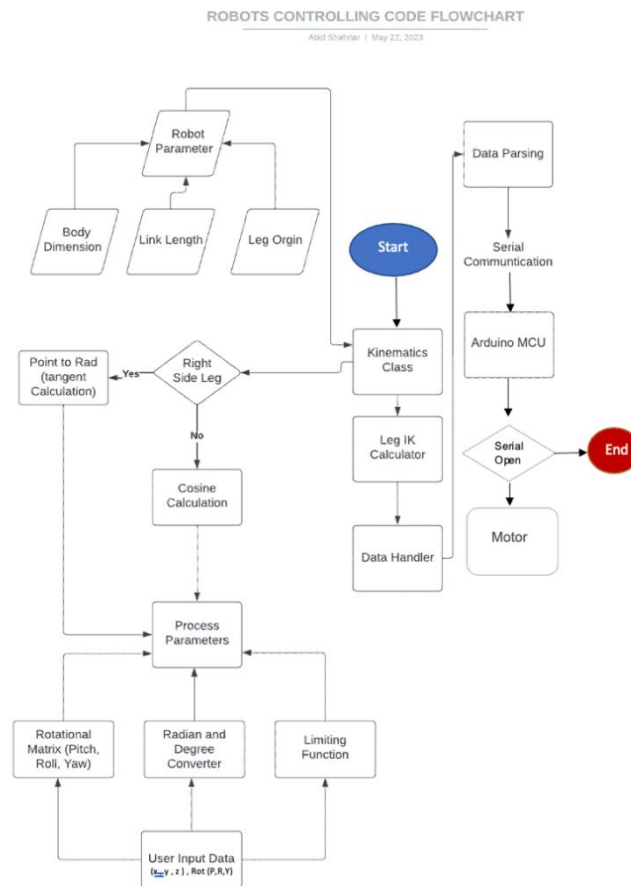 ROBOTS CONTROLLING CODE FLOWCHART
Abid Shahriar | May 22, 2023
Robot
Parameter
Body
Dimension
Link Length
Leg Orgin
Data Parsing
Start
Serial
Communtication
Kinematics
Class
Arduino MCU
Point to Rad
(tangent
Calculation)
Yes
Right
Side Leg
No
Leg IK
Calculator
Serial
Open
End
Cosine
Calculation
Data Handler
Motor
Process
Parameters
Rotational
Matrix (Pitch,
Roll, Yaw)
Radian and
Degree
Converter
Limiting
Function
User Input Data
(x, y , z ) , Rot (P,R,Y)